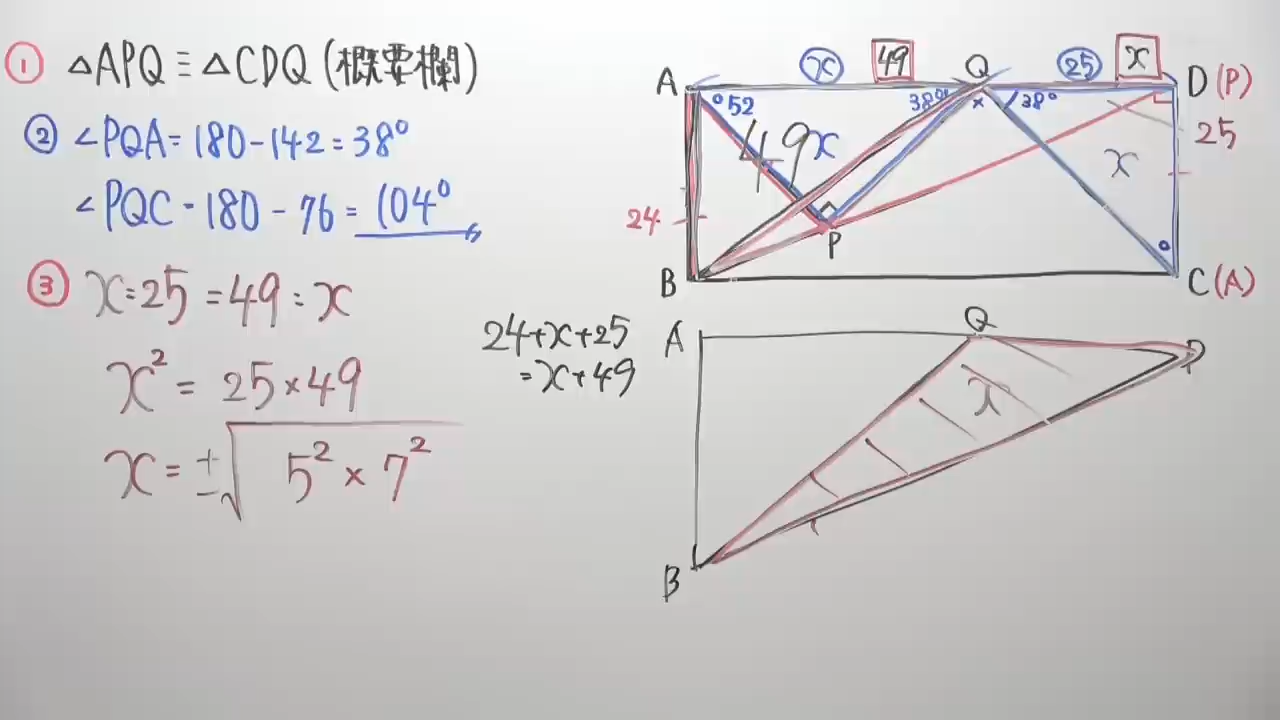 ① △APQ≡△CDQ(概要欄)
② ∠PQA=180-142=38°
∠PQC=180-76=104°
③ x:25=49:x
x²=25×49
x=±√5²×7²
24+x+25
=x+49
A x 49 Q 25 x D(P)
52 38° × 38°
49 x x 25
24
P
B C(A)
A Q D
x
B